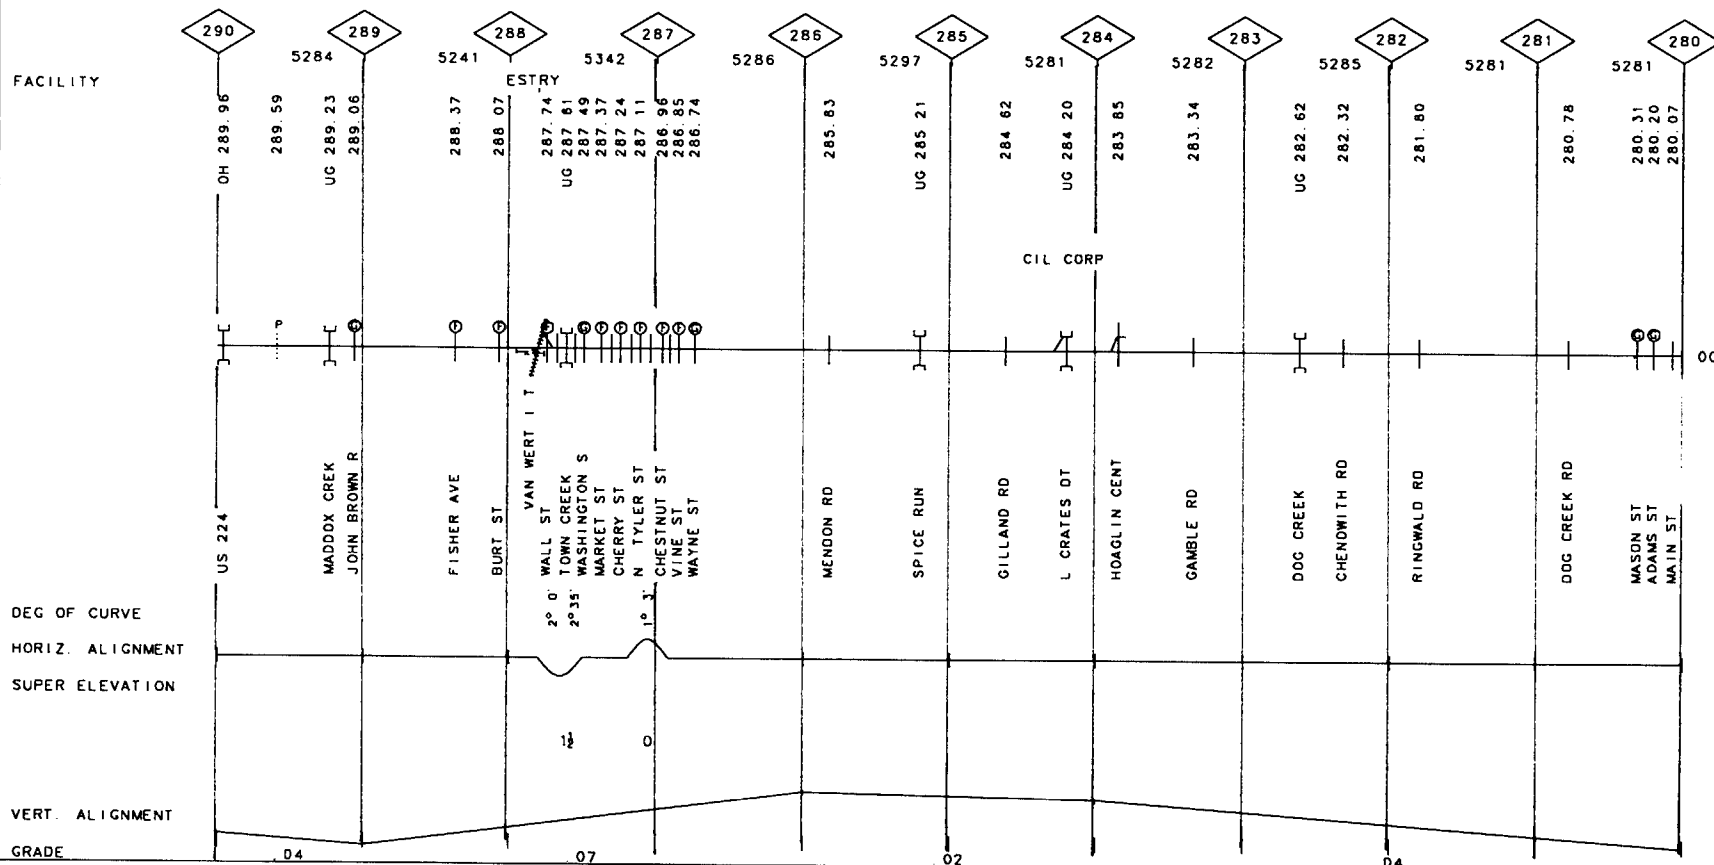 290 289 288 287 286 285 284 283 282 281 280
5284 5241 5342 5286 5297 5281 5282 5285 5281 5281
FACILITY
ESTRY
OH 289.96
289.59
UG 289.23
289.06
288.37
288 07
287.74
UG 287 61
287 49
287.37
287 24
287 11
286.96
286.85
286.74
285.83
UG 285 21
284 62
UG 284 20
283 85
283.34
UG 282.62
282.32
281.80
280.78
280.31
280.20
280.07
CIL CORP
P
G F F G F F F F F G G G
00
US 224
MADDOX CREK
JOHN BROWN R
FISHER AVE
BURT ST
VAN WERT I T
WALL ST
TOWN CREEK
WASHINGTON S
MARKET ST
CHERRY ST
N TYLER ST
CHESTNUT ST
VINE ST
WAYNE ST
MENDON RD
SPICE RUN
GILLAND RD
L CRATES DT
HOAGLIN CENT
GAMBLE RD
DOG CREEK
CHENOWITH RD
RINGWALD RD
DOG CREEK RD
MASON ST
ADAMS ST
MAIN ST
DEG OF CURVE
2° 0'
2° 35'
1° 3'
HORIZ. ALIGNMENT
SUPER ELEVATION
1½ 0
VERT. ALIGNMENT
GRADE
.04 07 02 04